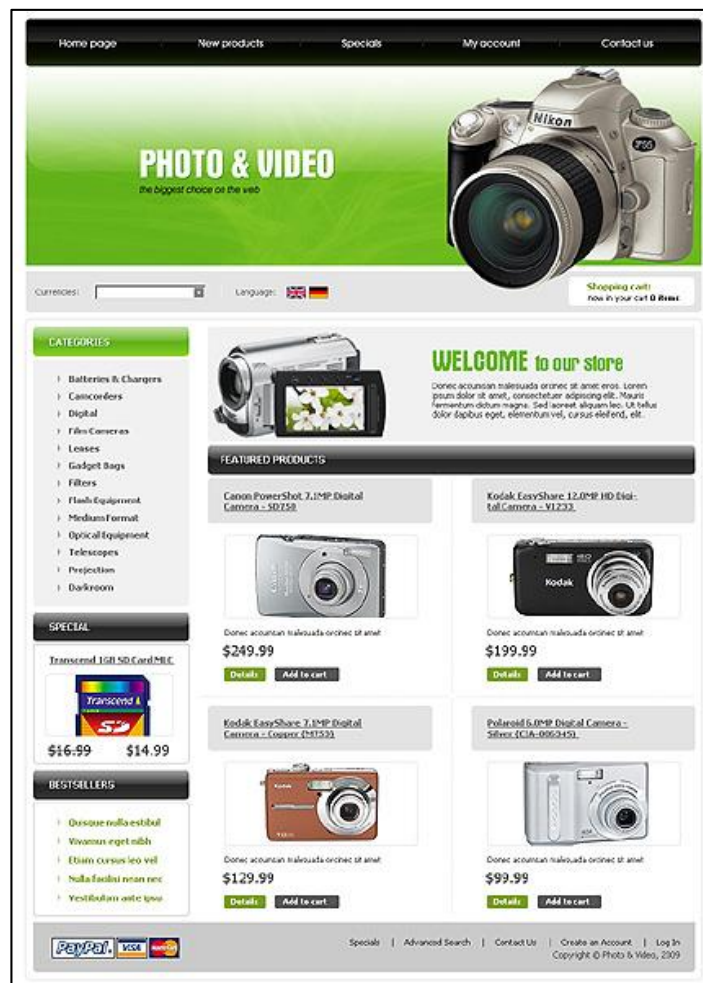 Home page New products Specials My account Contact us
Nikon
F55
PHOTO & VIDEO
the biggest choice on the web
Currencies: Language:
Shopping cart:
now in your cart 0 items
CATEGORIES
Batteries & Chargers
Camcorders
Digital
Film Cameras
Lenses
Gadget Bags
Filters
Flash Equipment
Medium Format
Optical Equipment
Telescopes
Projection
Darkroom
SPECIAL
Transcend 1GB SD Card MLC
Transcend
SD
$16.99 $14.99
BESTSELLERS
Quisque nulla estibul
Vivamus eget nibh
Etiam cursus leo vel
Nulla facilisi nean nec
Vestibulum ante ipsu
WELCOME to our store
Donec accumsan malesuada orcinec sit amet eros. Lorem
ipsum dolor sit amet, consectetuer adipiscing elit. Mauris
fermentum dictum magna. Sed laoreet aliquam leo. Ut tellus
dolor dapibus eget, elementum vel, cursus eleifend, elit.
FEATURED PRODUCTS
Canon PowerShot 7.1MP Digital
Camera - SD750
Donec accumsan malesuada orcinec sit amet
$249.99
Details Add to cart
Kodak EasyShare 12.0MP HD Digi-
tal Camera - V1233
Kodak
Donec accumsan malesuada orcinec sit amet
$199.99
Details Add to cart
Kodak EasyShare 7.1MP Digital
Camera - Copper (M753)
Kodak
Donec accumsan malesuada orcinec sit amet
$129.99
Details Add to cart
Polaroid 6.0MP Digital Camera -
Silver (CIA-00634S)
Donec accumsan malesuada orcinec sit amet
$99.99
Details Add to cart
PayPal VISA MasterCard
Specials | Advanced Search | Contact Us | Create an Account | Log In
Copyright © Photo & Video, 2009